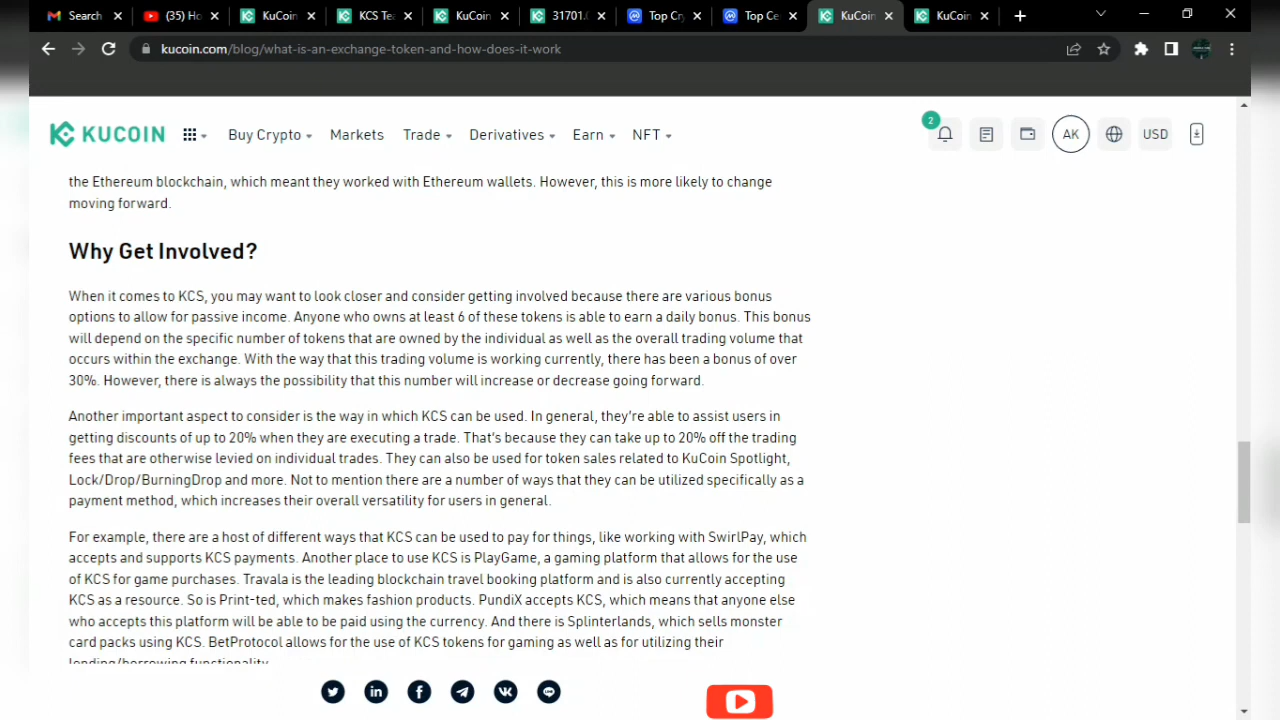 Search
(35) Ho
KuCoin
KCS Te
KuCoin
31701.
Top Cr
Top Ce
KuCoin
KuCoin
kucoin.com/blog/what-is-an-exchange-token-and-how-does-it-work
KUCOIN
Buy Crypto
Markets
Trade
Derivatives
Earn
NFT
2
AK
USD
the Ethereum blockchain, which meant they worked with Ethereum wallets. However, this is more likely to change
moving forward.
Why Get Involved?
When it comes to KCS, you may want to look closer and consider getting involved because there are various bonus
options to allow for passive income. Anyone who owns at least 6 of these tokens is able to earn a daily bonus. This bonus
will depend on the specific number of tokens that are owned by the individual as well as the overall trading volume that
occurs within the exchange. With the way that this trading volume is working currently, there has been a bonus of over
30%. However, there is always the possibility that this number will increase or decrease going forward.
Another important aspect to consider is the way in which KCS can be used. In general, they're able to assist users in
getting discounts of up to 20% when they are executing a trade. That's because they can take up to 20% off the trading
fees that are otherwise levied on individual trades. They can also be used for token sales related to KuCoin Spotlight,
Lock/Drop/BurningDrop and more. Not to mention there are a number of ways that they can be utilized specifically as a
payment method, which increases their overall versatility for users in general.
For example, there are a host of different ways that KCS can be used to pay for things, like working with SwirlPay, which
accepts and supports KCS payments. Another place to use KCS is PlayGame, a gaming platform that allows for the use
of KCS for game purchases. Travala is the leading blockchain travel booking platform and is also currently accepting
KCS as a resource. So is Print-ted, which makes fashion products. PundiX accepts KCS, which means that anyone else
who accepts this platform will be able to be paid using the currency. And there is Splinterlands, which sells monster
card packs using KCS. BetProtocol allows for the use of KCS tokens for gaming as well as for utilizing their
lending/borrowing functionality.